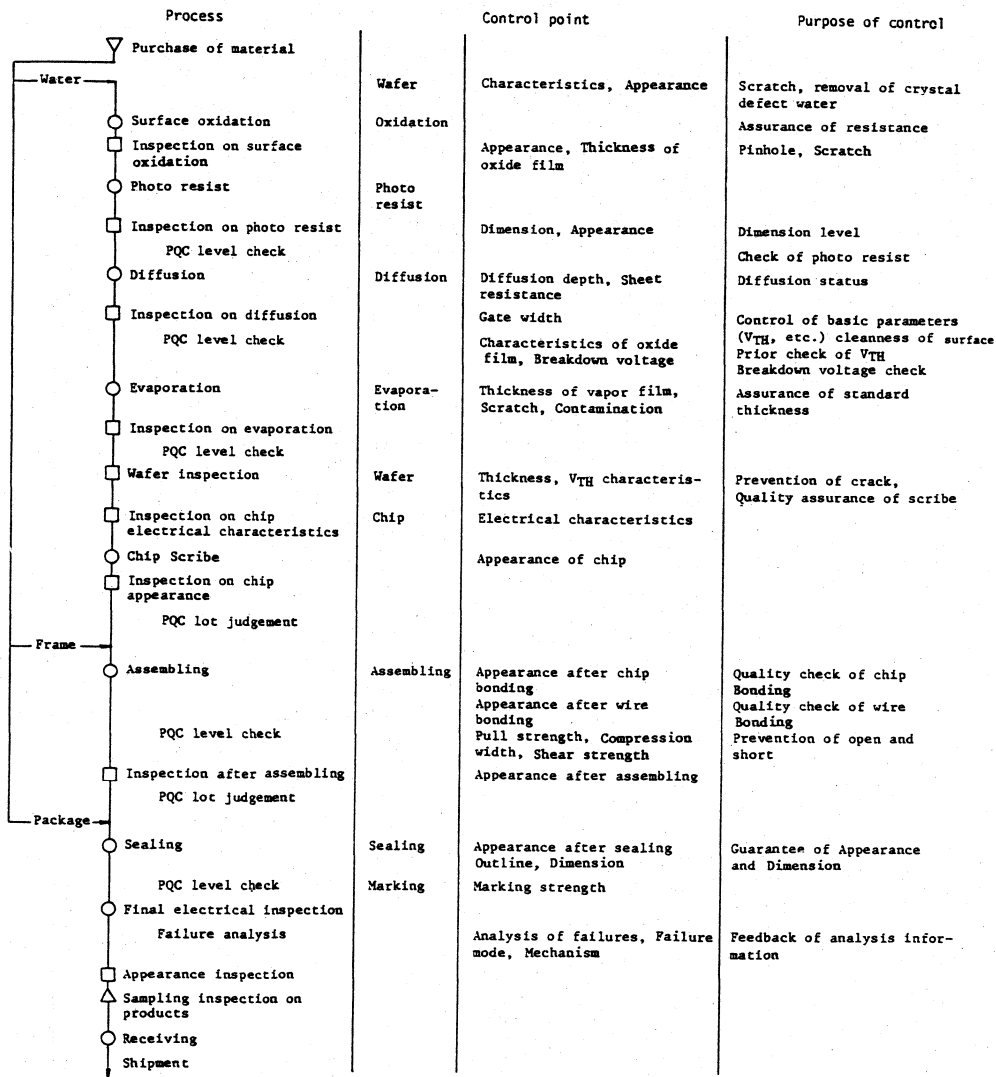 Process
Control point
Purpose of control
Purchase of material
Water
Wafer
Characteristics, Appearance
Scratch, removal of crystal
defect water
Surface oxidation
Oxidation
Assurance of resistance
Inspection on surface
oxidation
Appearance, Thickness of
oxide film
Pinhole, Scratch
Photo resist
Photo
resist
Inspection on photo resist
Dimension, Appearance
Dimension level
PQC level check
Check of photo resist
Diffusion
Diffusion
Diffusion depth, Sheet
resistance
Diffusion status
Inspection on diffusion
Gate width
Control of basic parameters
(VTH, etc.) cleanness of surface
PQC level check
Characteristics of oxide
film, Breakdown voltage
Prior check of VTH
Breakdown voltage check
Evaporation
Evapora-
tion
Thickness of vapor film,
Scratch, Contamination
Assurance of standard
thickness
Inspection on evaporation
PQC level check
Wafer inspection
Wafer
Thickness, VTH characteris-
tics
Prevention of crack,
Quality assurance of scribe
Inspection on chip
electrical characteristics
Chip
Electrical characteristics
Chip Scribe
Appearance of chip
Inspection on chip
appearance
PQC lot judgement
Frame
Assembling
Assembling
Appearance after chip
bonding
Quality check of chip
Bonding
Appearance after wire
bonding
Quality check of wire
Bonding
PQC level check
Pull strength, Compression
width, Shear strength
Prevention of open and
short
Inspection after assembling
Appearance after assembling
PQC lot judgement
Package
Sealing
Sealing
Appearance after sealing
Outline, Dimension
Guarantee of Appearance
and Dimension
PQC level check
Marking
Marking strength
Final electrical inspection
Failure analysis
Analysis of failures, Failure
mode, Mechanism
Feedback of analysis infor-
mation
Appearance inspection
Sampling inspection on
products
Receiving
Shipment